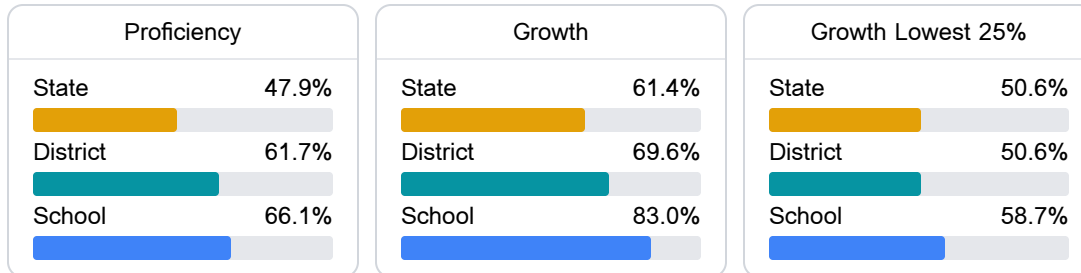 Proficiency
State 47.9%
District 61.7%
School 66.1%
Growth
State 61.4%
District 69.6%
School 83.0%
Growth Lowest 25%
State 50.6%
District 50.6%
School 58.7%